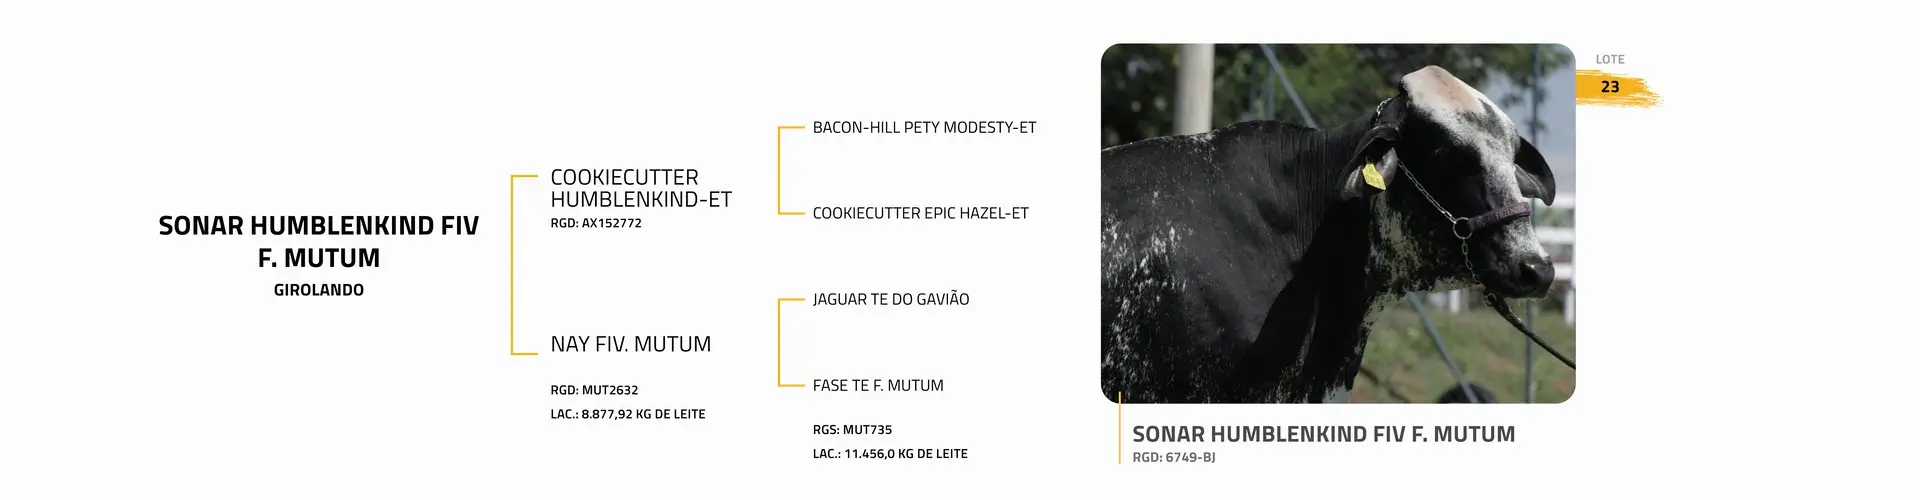 SONAR HUMBLENKIND FIV
F. MUTUM
GIROLANDO
COOKIECUTTER
HUMBLENKIND-ET
RGD: AX152772
NAY FIV. MUTUM
RGD: MUT2632
LAC.: 8.877,92 KG DE LEITE
BACON-HILL PETY MODESTY-ET
COOKIECUTTER EPIC HAZEL-ET
JAGUAR TE DO GAVIÃO
FASE TE F. MUTUM
RGS: MUT735
LAC.: 11.456,0 KG DE LEITE
LOTE
23
SONAR HUMBLENKIND FIV F. MUTUM
RGD: 6749-BJ